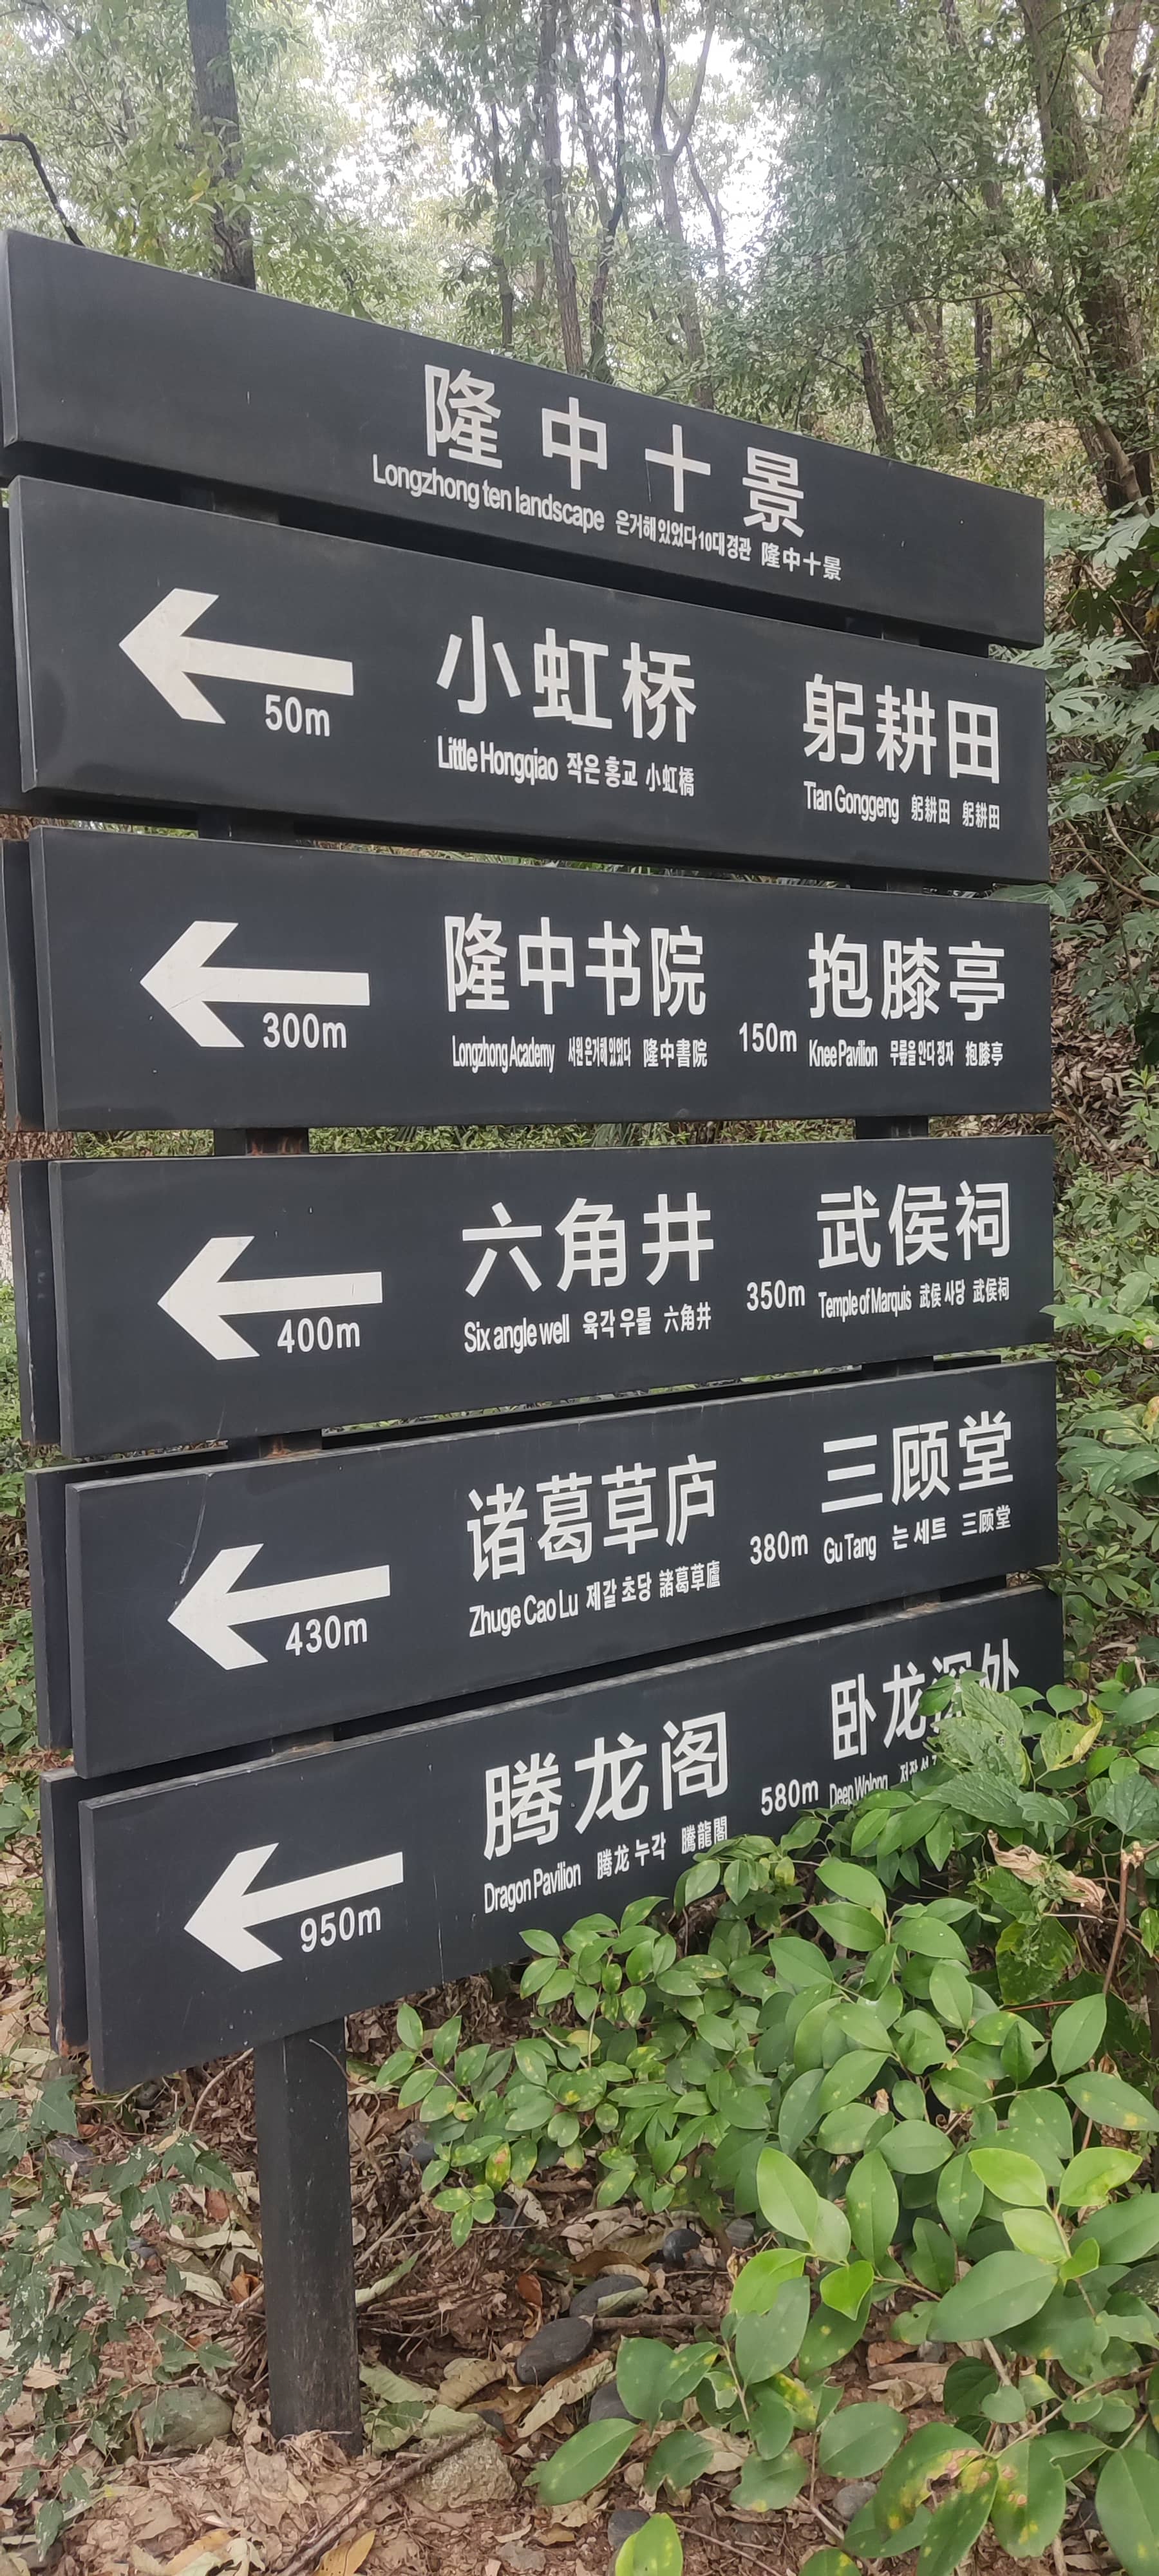 隆中十景
Longzhong ten landscape 은거해 있었다 10대 경관 隆中十景
小虹桥 躬耕田
50m
Little Hongqiao 작은 홍교 小虹橋 Tian Gonggeng 躬耕田 躬耕田
隆中书院 抱膝亭
300m 150m
Longzhong Academy 서원 은거해 있었다 隆中書院 Knee Pavilion 무릎을 안다 정자 抱膝亭
六角井 武侯祠
400m 350m
Six angle well 육각 우물 六角井 Temple of Marquis 武侯 사당 武侯祠
诸葛草庐 三顾堂
430m 380m
Zhuge Cao Lu 제갈 초당 諸葛草廬 Gu Tang 는 세트 三顾堂
腾龙阁 卧龙深处
950m 580m
Dragon Pavilion 腾龙 누각 騰龍閣 Deep Wolong